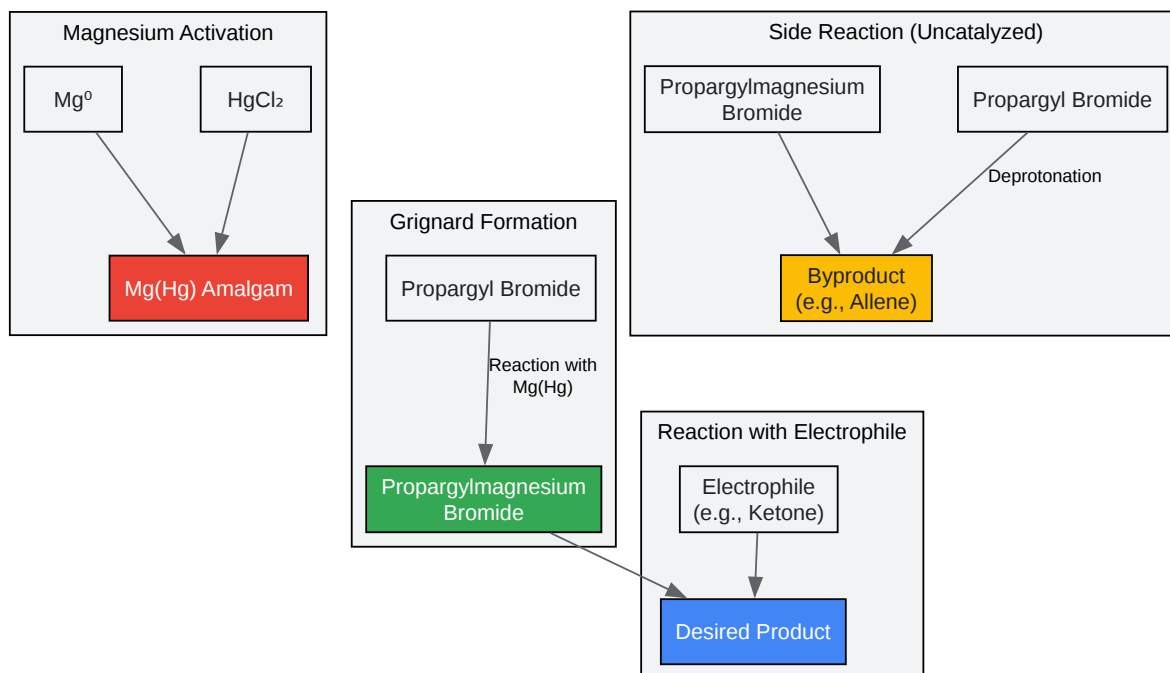 Magnesium Activation
Mg⁰
HgCl₂
Mg(Hg) Amalgam
Grignard Formation
Propargyl Bromide
Reaction with
Mg(Hg)
Propargylmagnesium
Bromide
Side Reaction (Uncatalyzed)
Propargylmagnesium
Bromide
Propargyl Bromide
Deprotonation
Byproduct
(e.g., Allene)
Reaction with Electrophile
Electrophile
(e.g., Ketone)
Desired Product